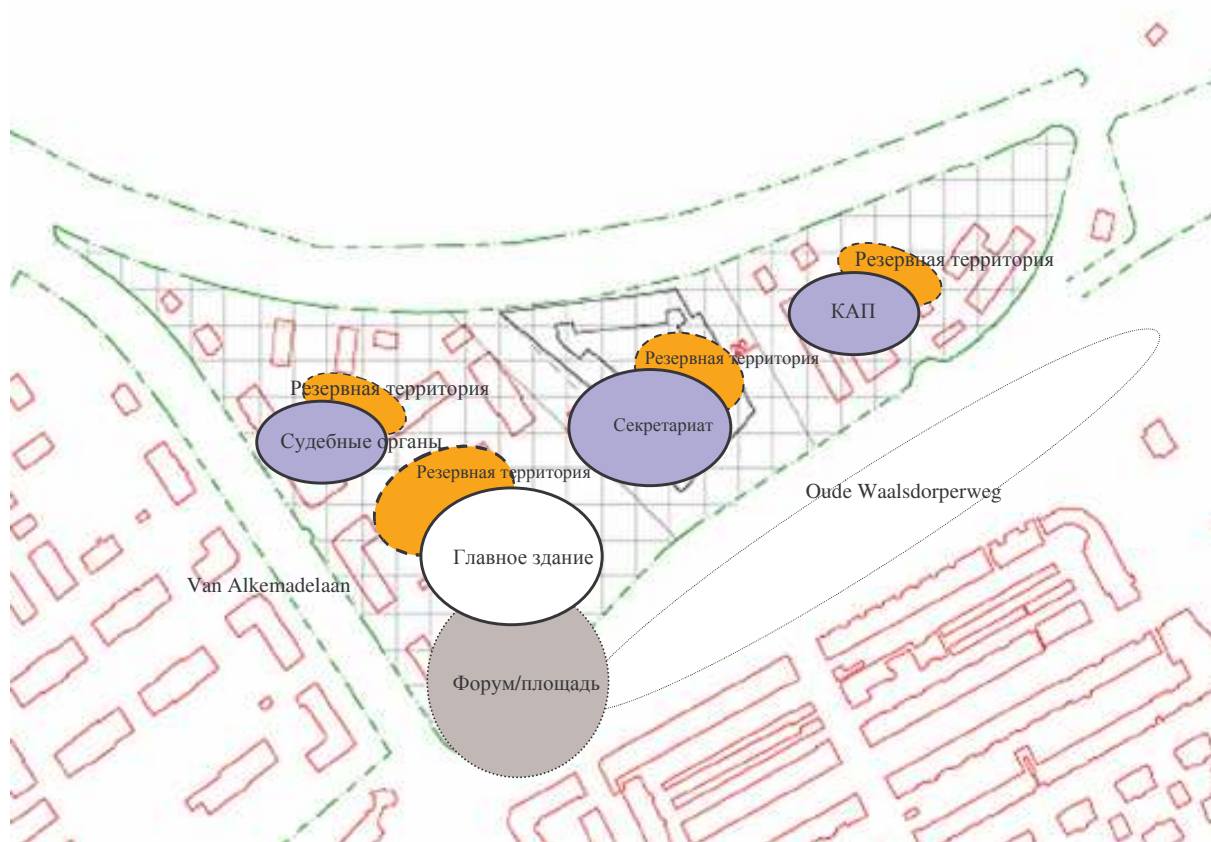 Резервная территория
КАП
Резервная территория
Резервная территория
Секретариат
Судебные органы
Резервная территория
Oude Waalsdorperweg
Главное здание
Van Alkemadelaan
Форум/площадь